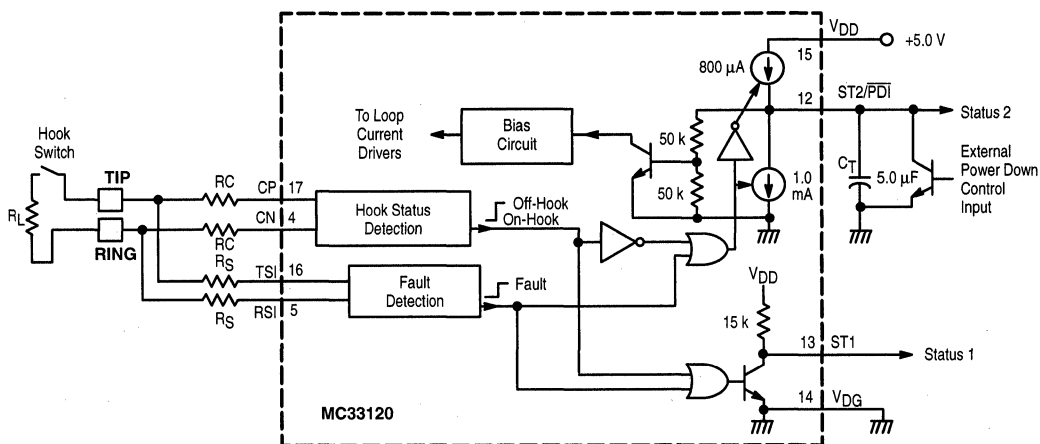 VDD
+5.0 V
15
800 µA
12
ST2/PDI
Status 2
To Loop
Current
Drivers
Bias
Circuit
50 k
50 k
1.0
mA
CT
5.0 µF
External
Power Down
Control
Input
Hook
Switch
TIP
RL
RING
RC
CP
17
CN
4
RC
Hook Status
Detection
Off-Hook
On-Hook
RS
TSI
16
RS
RSI
5
Fault
Detection
Fault
VDD
15 k
13
ST1
Status 1
14
VDG
MC33120